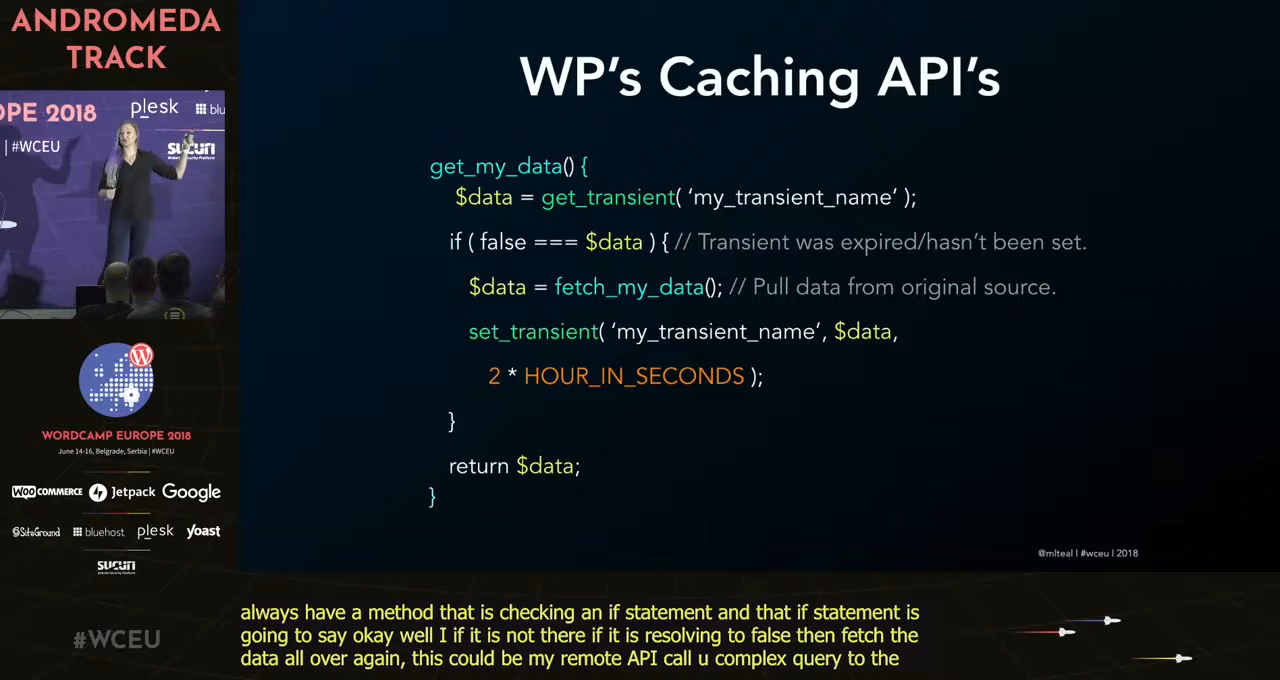 ANDROMEDA
TRACK
OPE 2018
plesk
blu
| #WCEU
sucuri
WORDCAMP EUROPE 2018
June 14-16, Belgrade, Serbia | #WCEU
WOO COMMERCE
Jetpack
Google
SiteGround
bluehost
plesk
yoast
sucuri
#WCEU
WP’s Caching API’s
get_my_data() {
$data = get_transient( ‘my_transient_name’ );
if ( false === $data ) { // Transient was expired/hasn’t been set.
$data = fetch_my_data(); // Pull data from original source.
set_transient( ‘my_transient_name’, $data,
2 * HOUR_IN_SECONDS );
}
return $data;
}
@mlteal | #wceu | 2018
always have a method that is checking an if statement and that if statement is
going to say okay well I if it is not there if it is resolving to false then fetch the
data all over again, this could be my remote API call u complex query to the